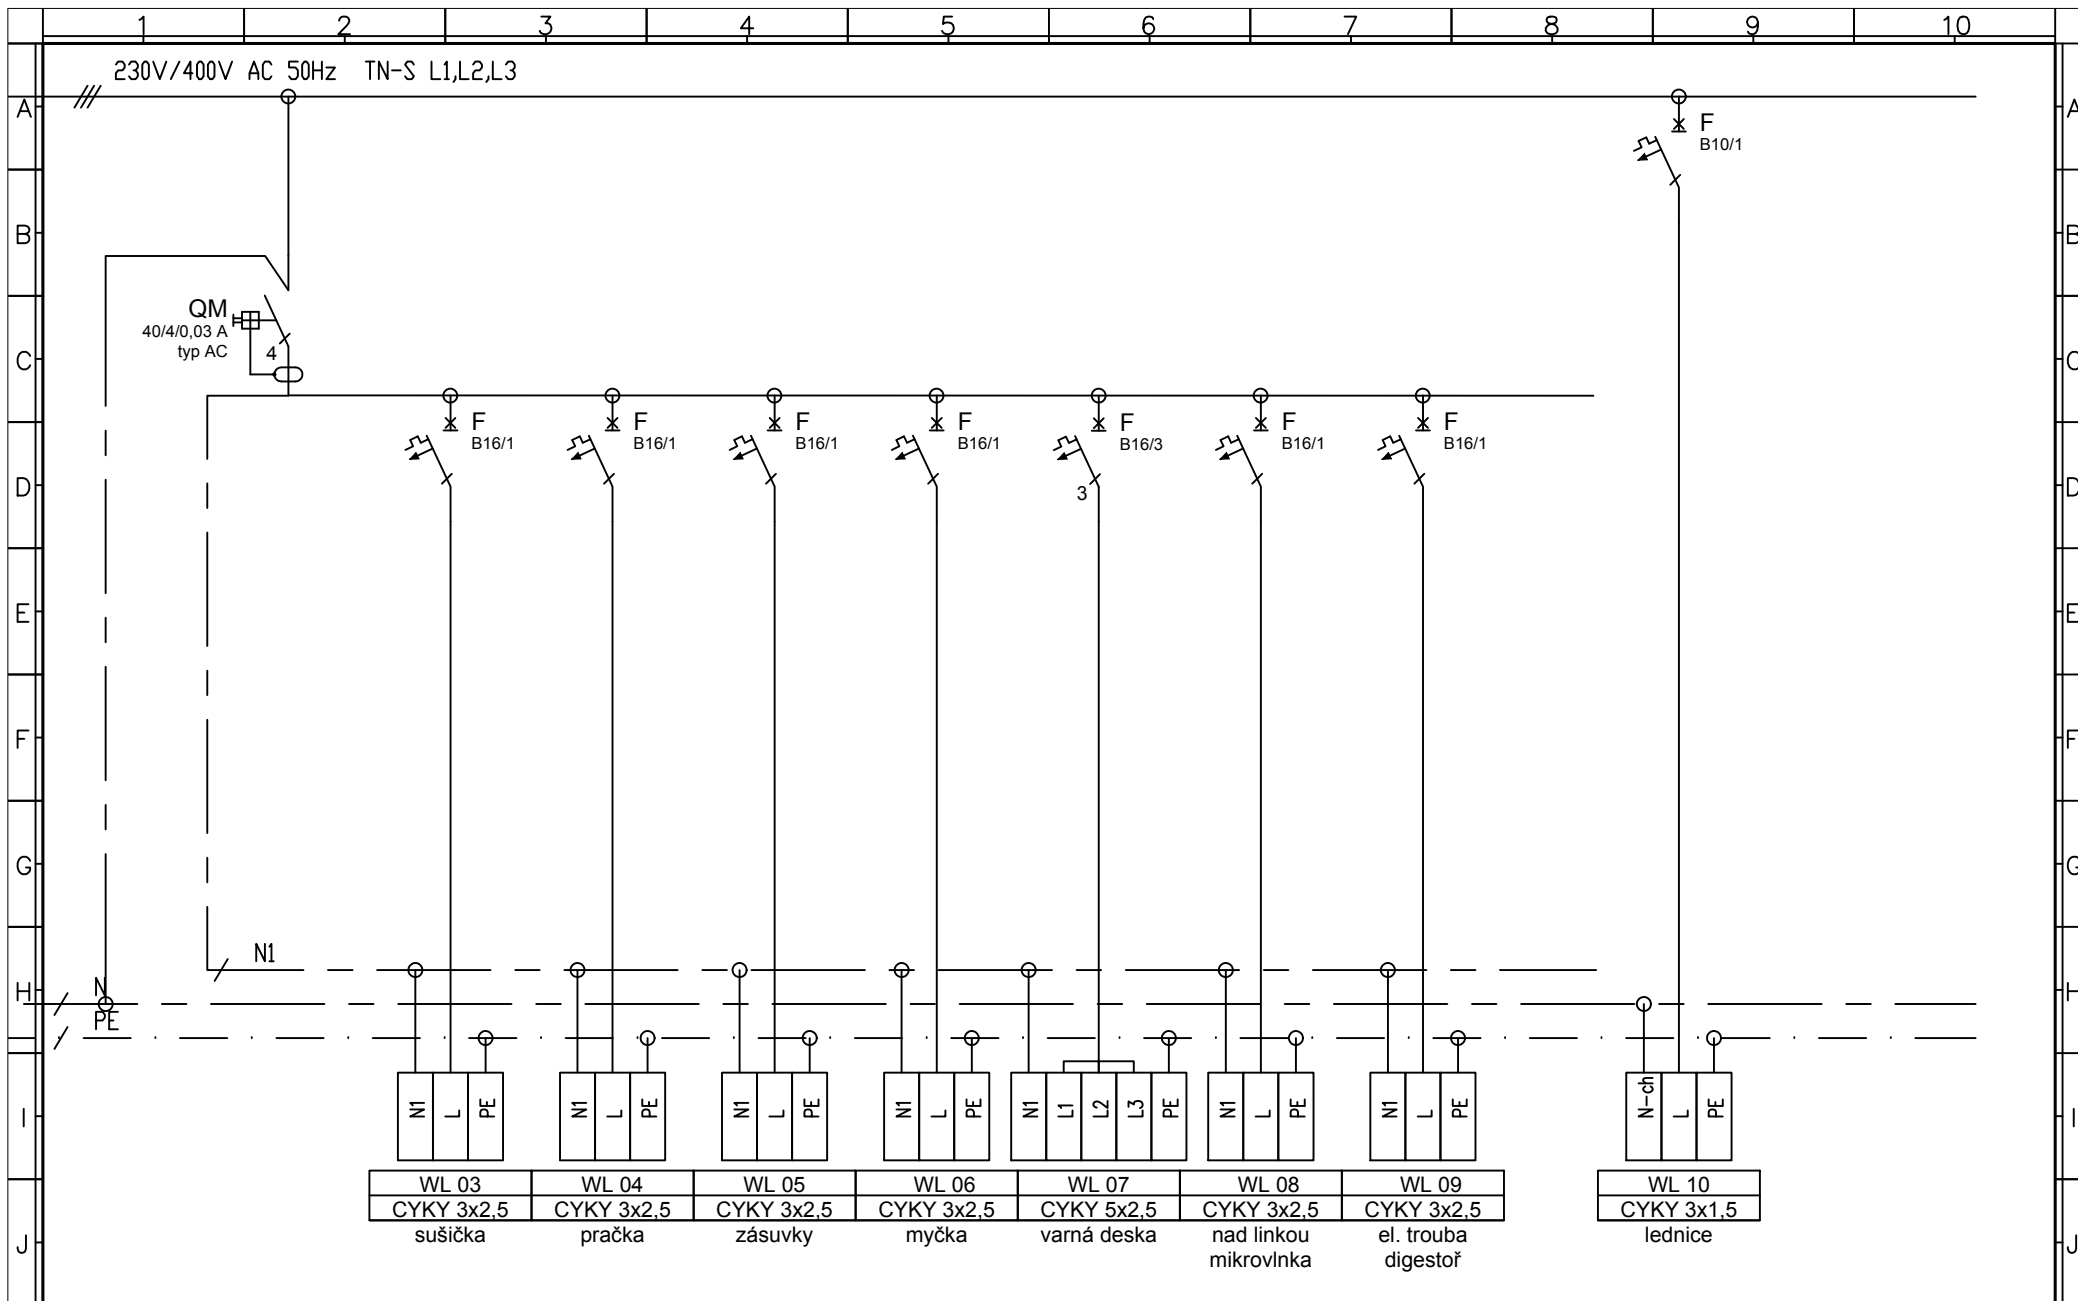 1 2 3 4 5 6 7 8 9 10
230V/400V AC 50Hz TN-S L1,L2,L3
A A
F
B10/1
B B
QM
40/4/0,03 A
typ AC
4
C C
F F F F F F F
B16/1 B16/1 B16/1 B16/1 B16/3 B16/1 B16/1
3
D D
E E
F F
G G
N1
H H
N
PE
I I
N1 L PE N1 L PE N1 L PE N1 L PE N1 L1 L2 L3 PE N1 L PE N1 L PE N-ch L PE
WL 03 WL 04 WL 05 WL 06 WL 07 WL 08 WL 09 WL 10
CYKY 3x2,5 CYKY 3x2,5 CYKY 3x2,5 CYKY 3x2,5 CYKY 5x2,5 CYKY 3x2,5 CYKY 3x2,5 CYKY 3x1,5
sušička pračka zásuvky myčka varná deska nad linkou el. trouba lednice
mikrovlnka digestoř
J J